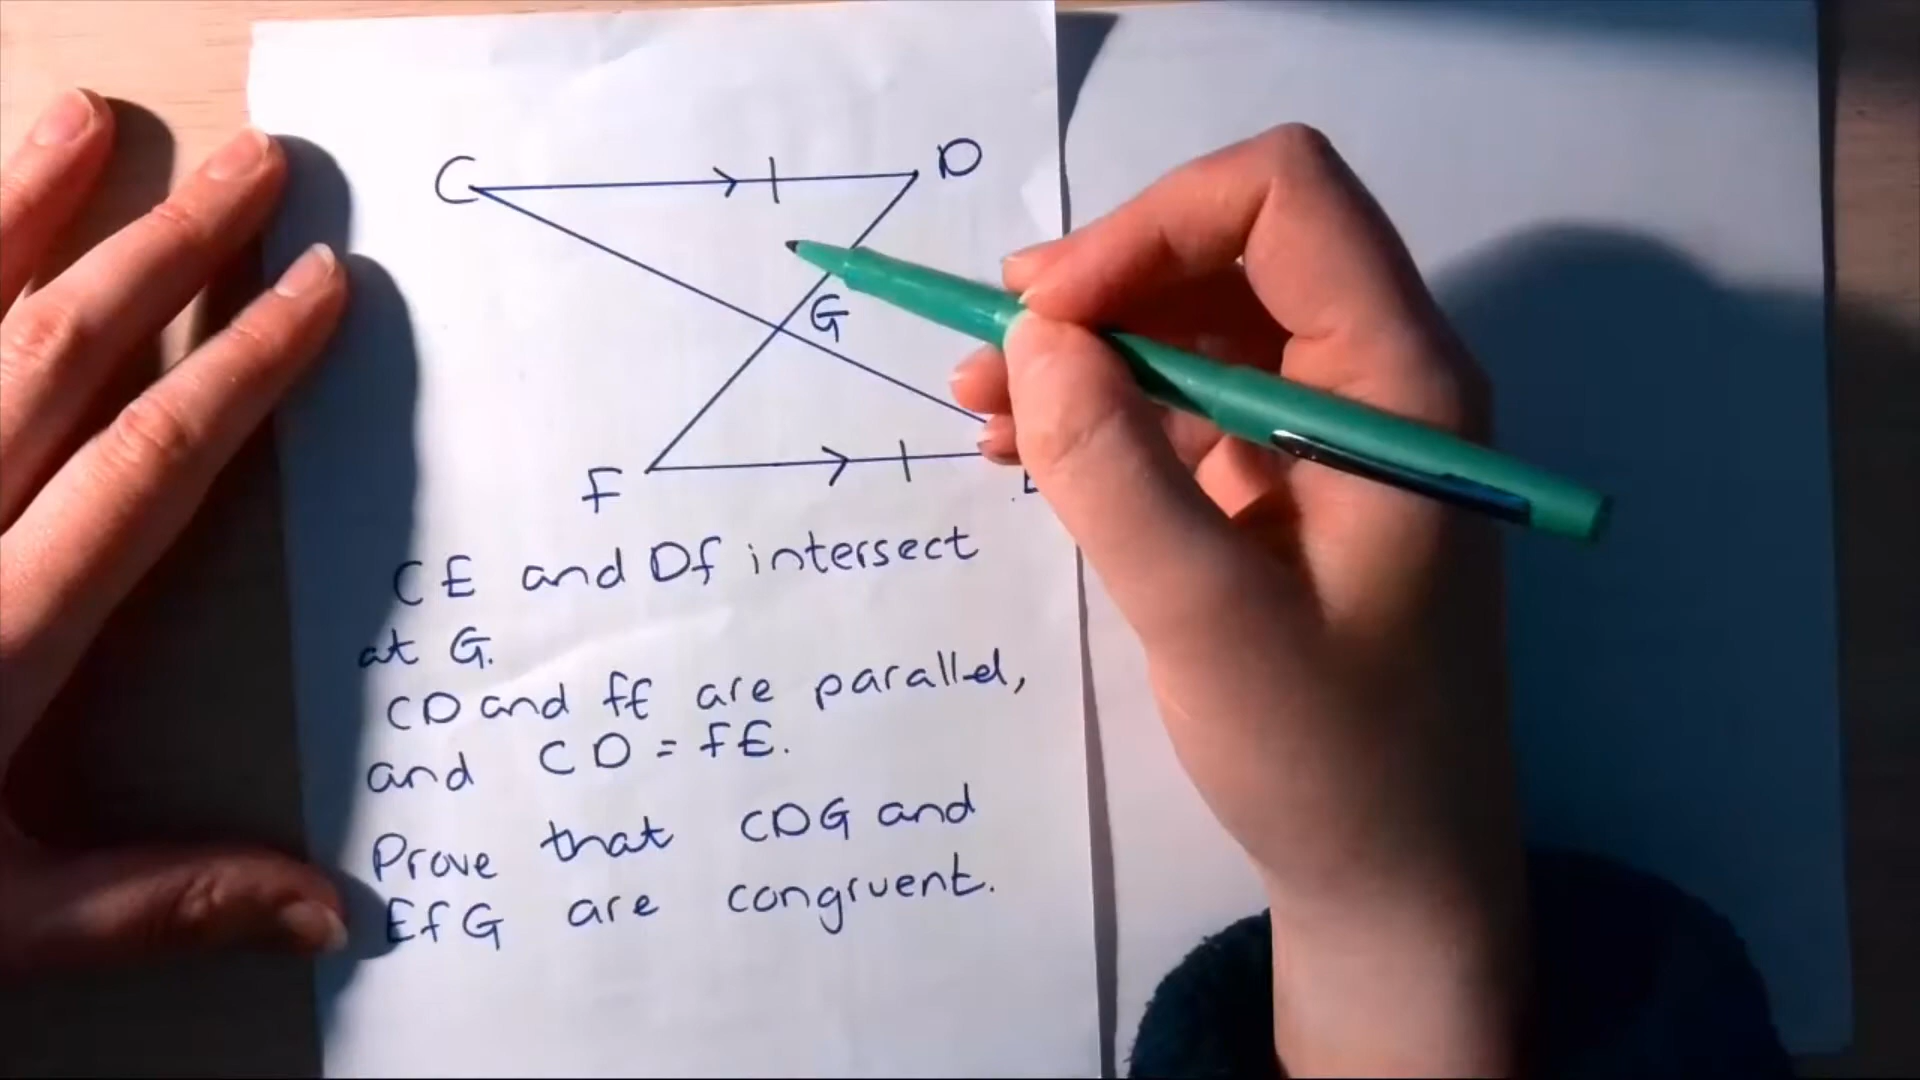 C D
G
F
CE and Df intersect
at G.
CD and fE are parallel,
and CD = fE.
Prove that CDG and
EfG are congruent.